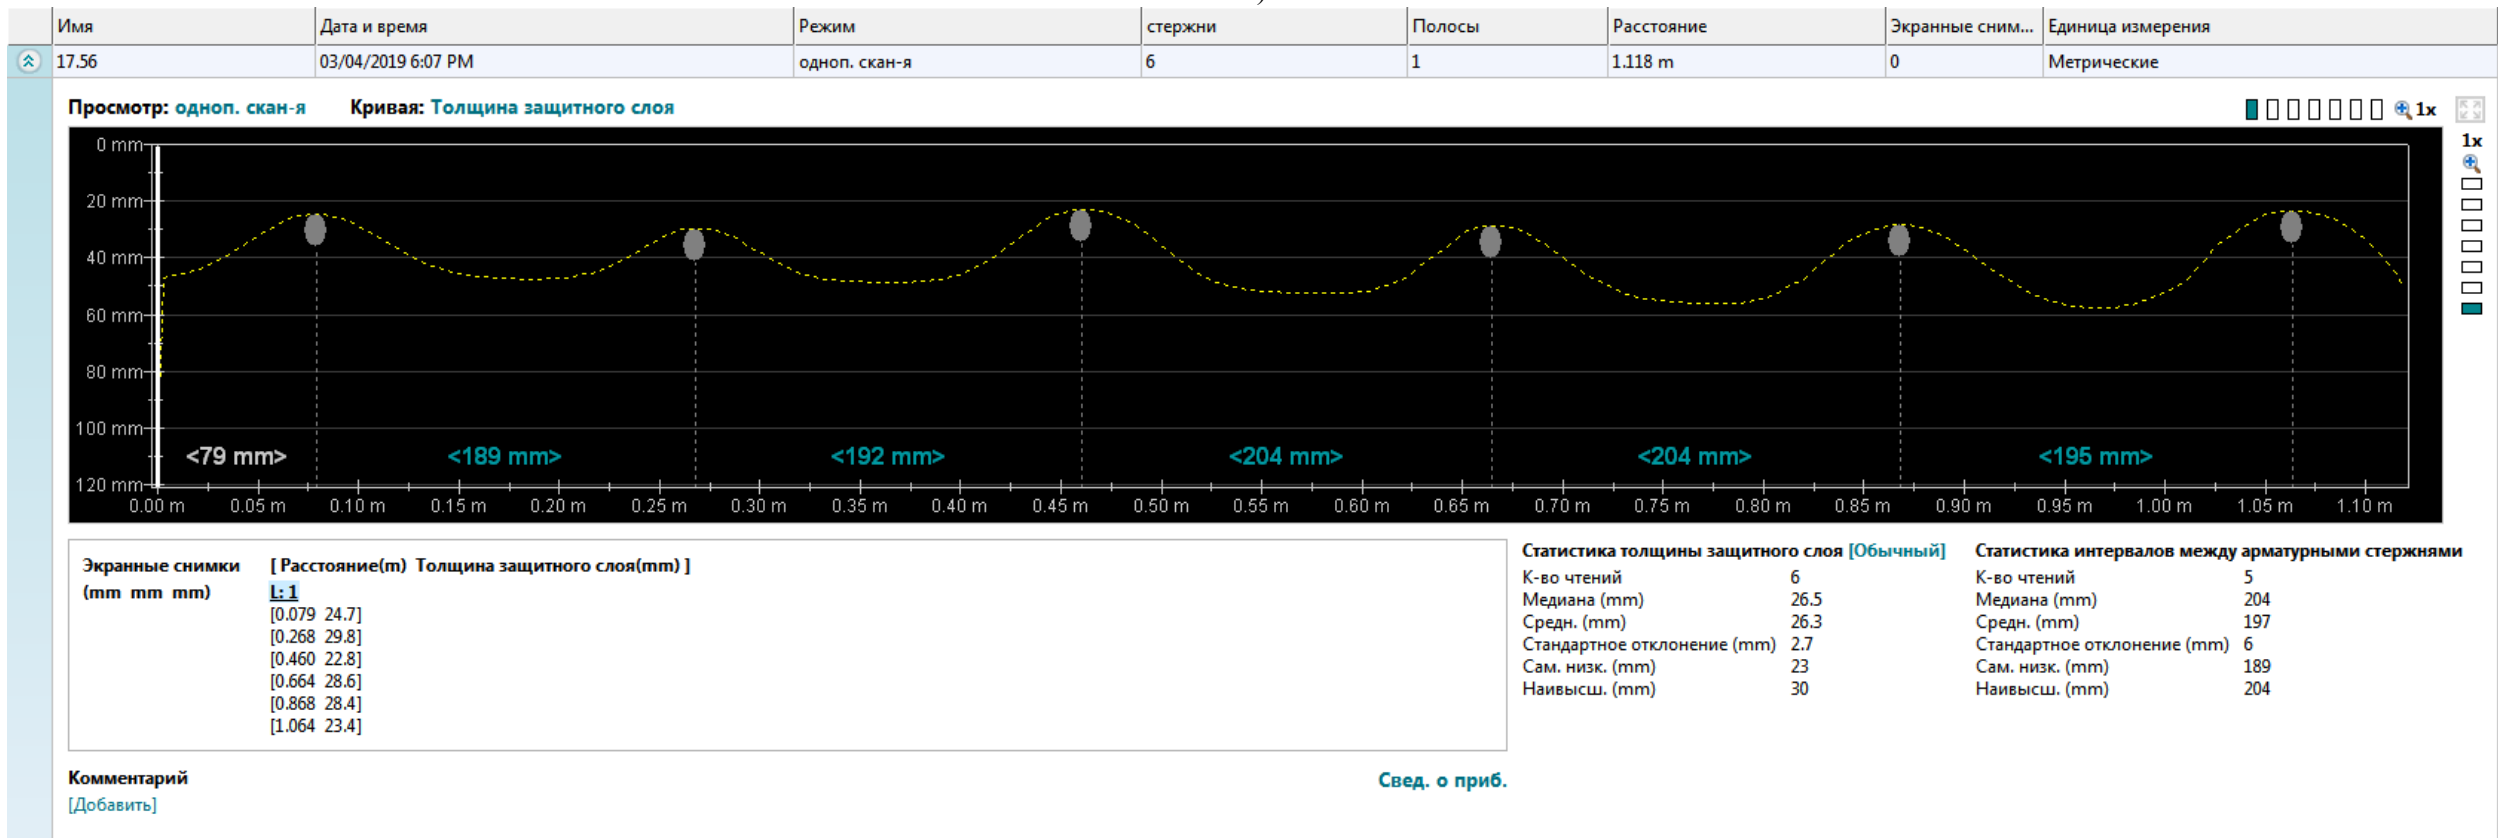 Имя Дата и время Режим стержни Полосы Расстояние Экранные сним... Единица измерения
17.56 03/04/2019 6:07 PM одноп. скан-я 6 1 1.118 m 0 Метрические
Просмотр: одноп. скан-я Кривая: Толщина защитного слоя 1x
1x
0 mm
20 mm
40 mm
60 mm
80 mm
100 mm
<79 mm> <189 mm> <192 mm> <204 mm> <204 mm> <195 mm>
120 mm
0.00 m 0.05 m 0.10 m 0.15 m 0.20 m 0.25 m 0.30 m 0.35 m 0.40 m 0.45 m 0.50 m 0.55 m 0.60 m 0.65 m 0.70 m 0.75 m 0.80 m 0.85 m 0.90 m 0.95 m 1.00 m 1.05 m 1.10 m
Экранные снимки [ Расстояние(m) Толщина защитного слоя(mm) ]
(mm mm mm) L: 1
[0.079 24.7]
[0.268 29.8]
[0.460 22.8]
[0.664 28.6]
[0.868 28.4]
[1.064 23.4]
Статистика толщины защитного слоя [Обычный]
К-во чтений 6
Медиана (mm) 26.5
Средн. (mm) 26.3
Стандартное отклонение (mm) 2.7
Сам. низк. (mm) 23
Наивысш. (mm) 30
Статистика интервалов между арматурными стержнями
К-во чтений 5
Медиана (mm) 204
Средн. (mm) 197
Стандартное отклонение (mm) 6
Сам. низк. (mm) 189
Наивысш. (mm) 204
Комментарий Свед. о приб.
[Добавить]